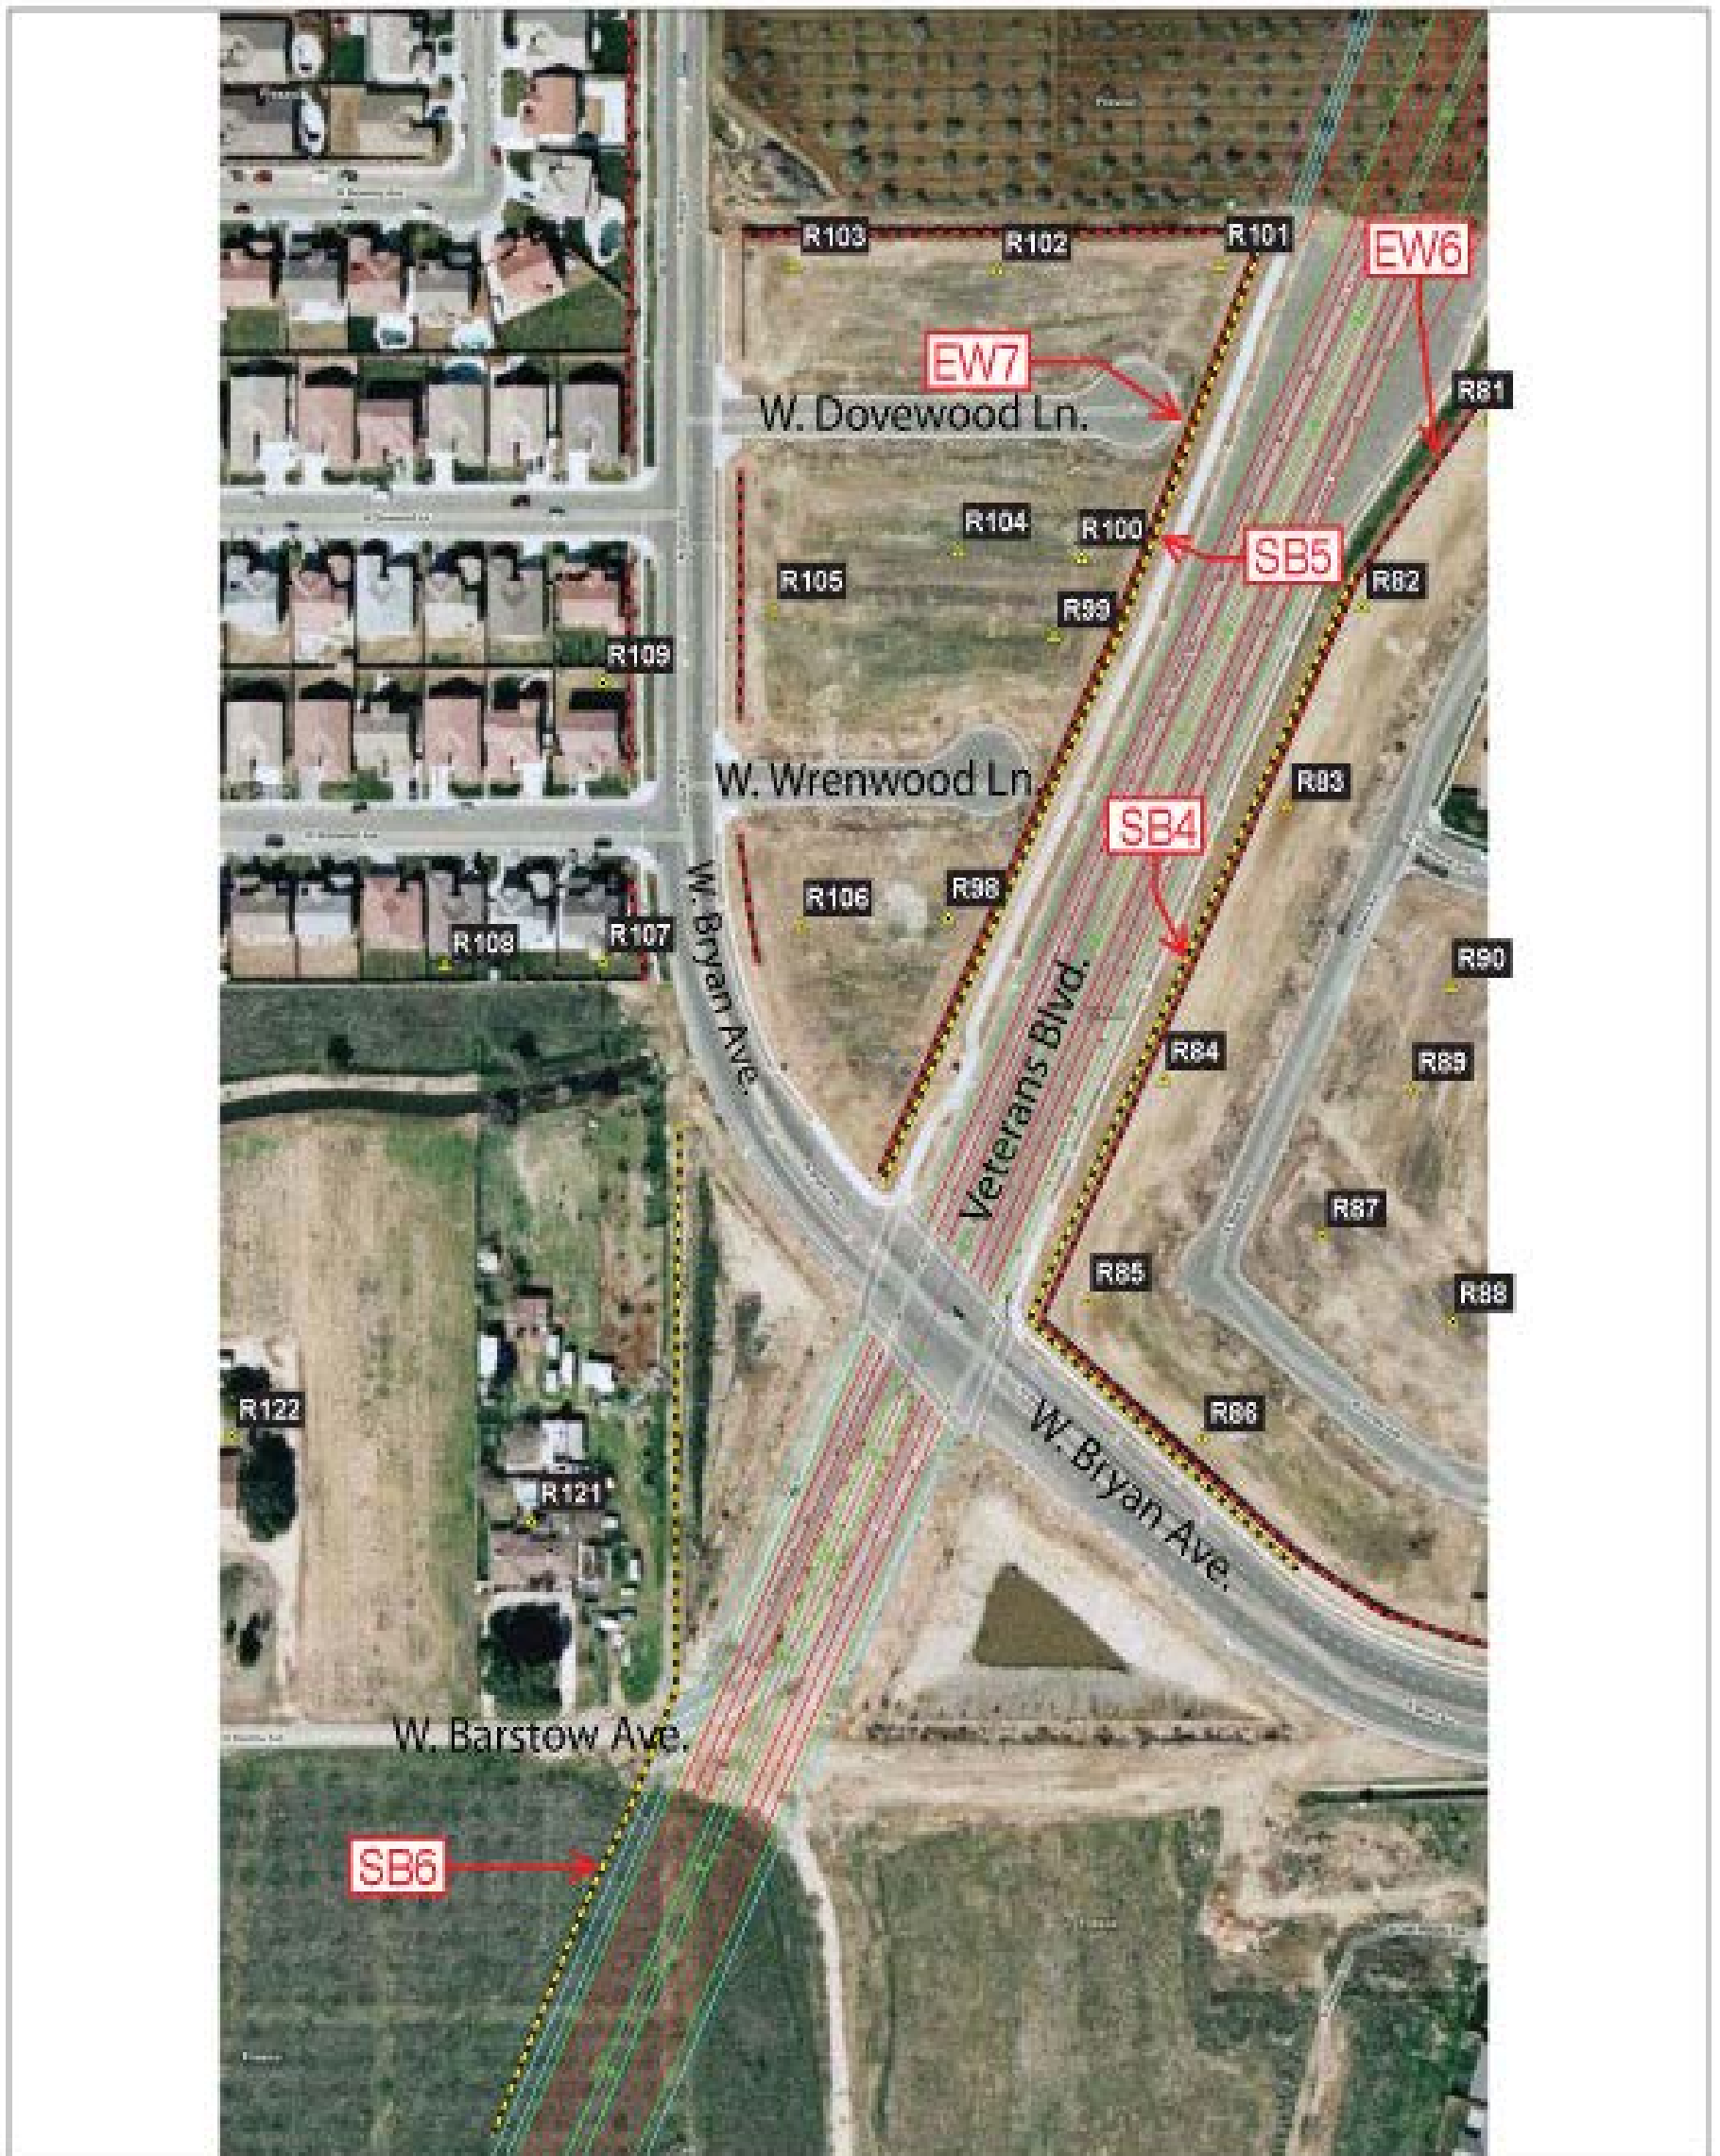 R103
R102
R101
EW6
EW7
R81
W. Dovewood Ln.
R104
R100
SB5
R105
R82
R99
R109
W. Wrenwood Ln.
R83
SB4
R106
R98
R108
R107
W. Bryan Ave.
R90
Veterans Blvd.
R84
R89
R87
R85
R88
R122
R86
W. Bryan Ave.
R121
W. Barstow Ave.
SB6